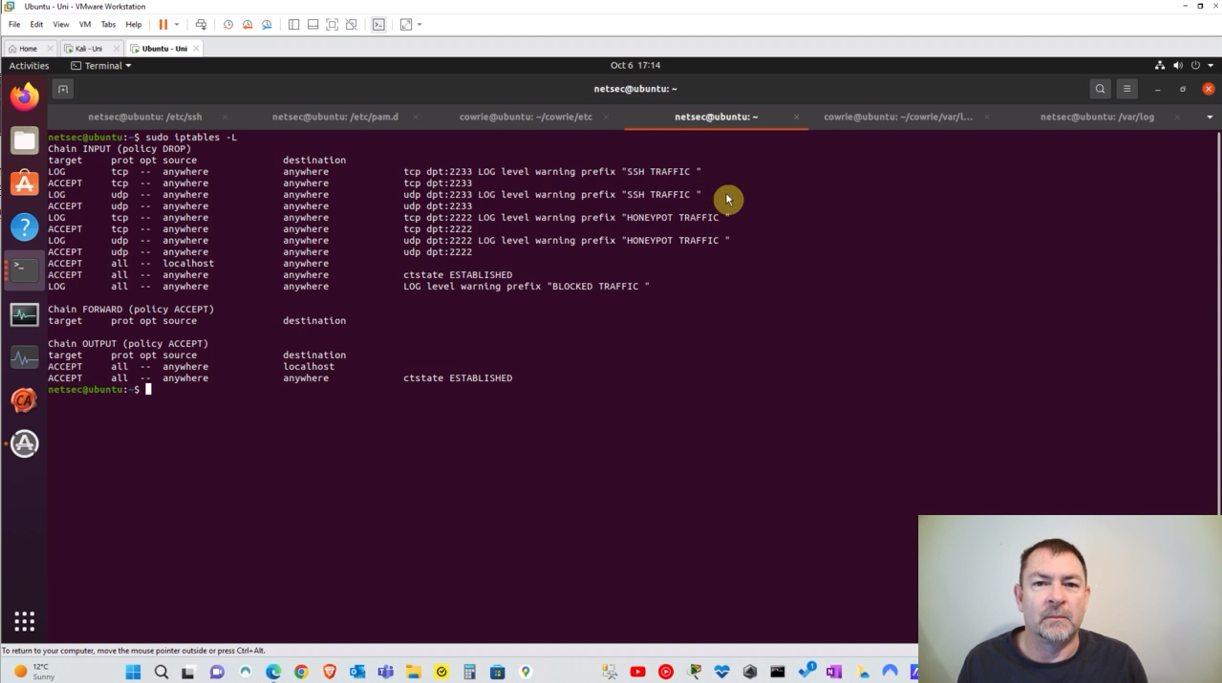 Ubuntu - Uni - VMware Workstation
File Edit View VM Tabs Help
Home Kali - Uni Ubuntu - Uni
Activities Terminal Oct 6 17:14
netsec@ubuntu: ~
netsec@ubuntu: /etc/ssh netsec@ubuntu: /etc/pam.d cowrie@ubuntu: ~/cowrie/etc netsec@ubuntu: ~ cowrie@ubuntu: ~/cowrie/var/l... netsec@ubuntu: /var/log
netsec@ubuntu:~$ sudo iptables -L
Chain INPUT (policy DROP)
target prot opt source destination
LOG tcp -- anywhere anywhere tcp dpt:2233 LOG level warning prefix "SSH TRAFFIC "
ACCEPT tcp -- anywhere anywhere tcp dpt:2233
LOG udp -- anywhere anywhere udp dpt:2233 LOG level warning prefix "SSH TRAFFIC "
ACCEPT udp -- anywhere anywhere udp dpt:2233
LOG tcp -- anywhere anywhere tcp dpt:2222 LOG level warning prefix "HONEYPOT TRAFFIC "
ACCEPT tcp -- anywhere anywhere tcp dpt:2222
LOG udp -- anywhere anywhere udp dpt:2222 LOG level warning prefix "HONEYPOT TRAFFIC "
ACCEPT udp -- anywhere anywhere udp dpt:2222
ACCEPT all -- localhost anywhere
ACCEPT all -- anywhere anywhere ctstate ESTABLISHED
LOG all -- anywhere anywhere LOG level warning prefix "BLOCKED TRAFFIC "
Chain FORWARD (policy ACCEPT)
target prot opt source destination
Chain OUTPUT (policy ACCEPT)
target prot opt source destination
ACCEPT all -- anywhere localhost
ACCEPT all -- anywhere anywhere ctstate ESTABLISHED
netsec@ubuntu:~$
CA
To return to your computer, move the mouse pointer outside or press Ctrl+Alt.
12°C
Sunny